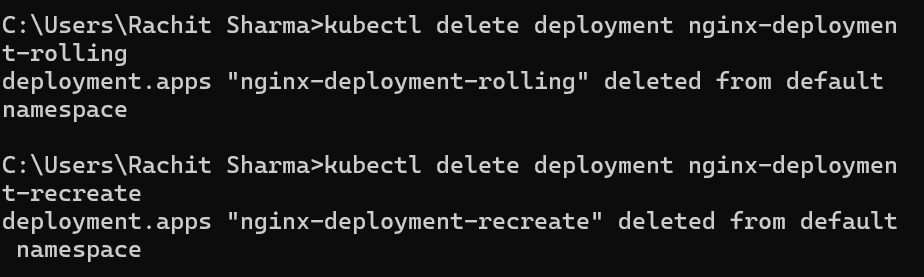 C:\Users\Rachit Sharma>kubectl delete deployment nginx-deploymen
t-rolling
deployment.apps "nginx-deployment-rolling" deleted from default
namespace
C:\Users\Rachit Sharma>kubectl delete deployment nginx-deploymen
t-recreate
deployment.apps "nginx-deployment-recreate" deleted from default
 namespace